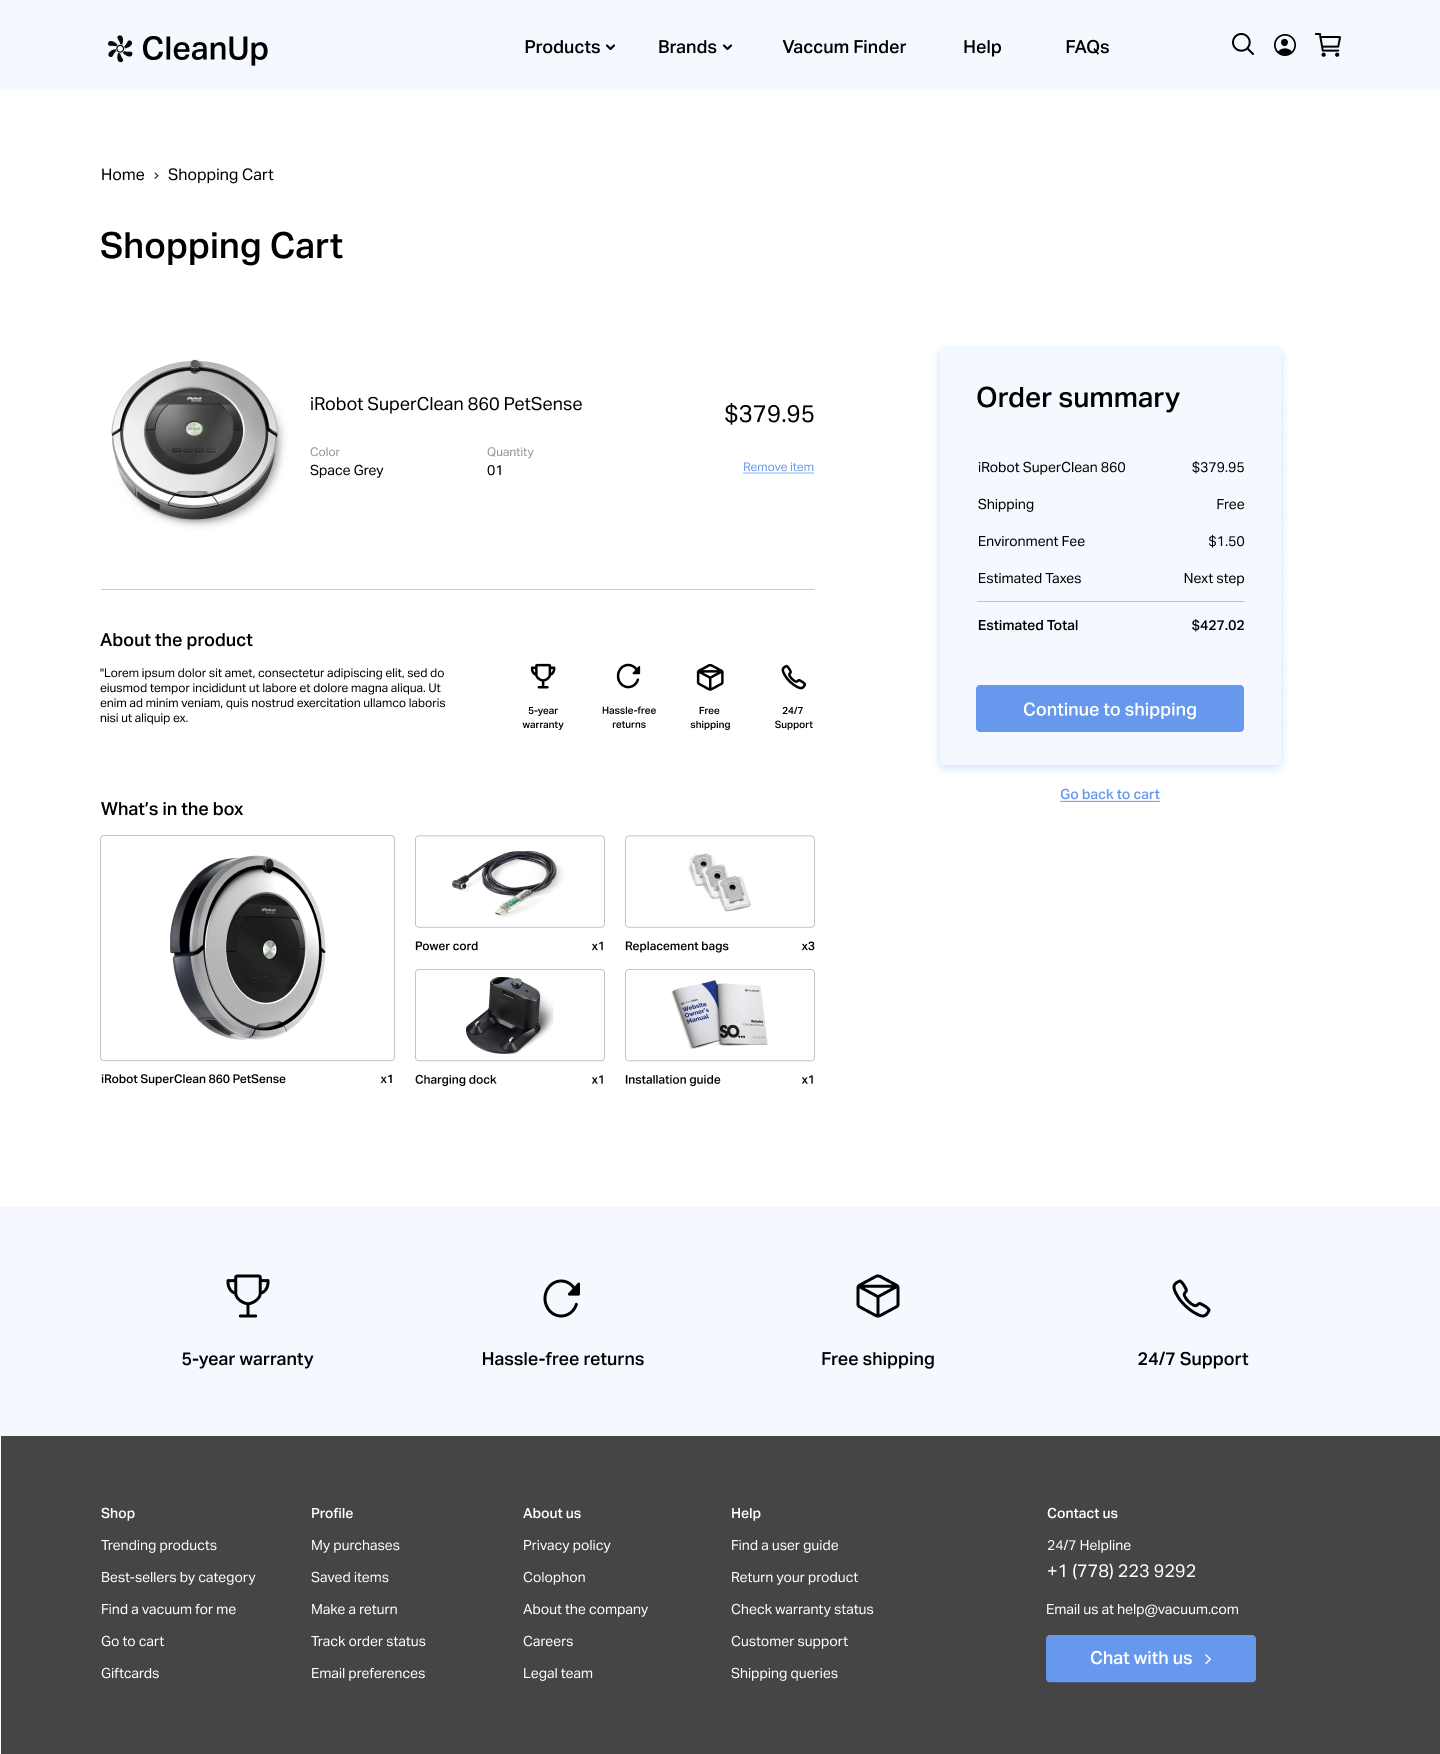 CleanUp
Products
Brands
Vaccum Finder
Help
FAQs
Home › Shopping Cart
Shopping Cart
iRobot
iRobot SuperClean 860 PetSense
$379.95
Color
Quantity
Space Grey
01
Remove item
Order summary
iRobot SuperClean 860 $379.95
Shipping Free
Environment Fee $1.50
Estimated Taxes Next step
Estimated Total $427.02
Continue to shipping
Go back to cart
About the product
"Lorem ipsum dolor sit amet, consectetur adipiscing elit, sed do
eiusmod tempor incididunt ut labore et dolore magna aliqua. Ut
enim ad minim veniam, quis nostrud exercitation ullamco laboris
nisi ut aliquip ex.
5-year
warranty
Hassle-free
returns
Free
shipping
24/7
Support
What’s in the box
iRobot
iRobot SuperClean 860 PetSense x1
Power cord x1
Replacement bags x3
Charging dock x1
Website
Owner's
Manual
SO...
Installation guide x1
5-year warranty
Hassle-free returns
Free shipping
24/7 Support
Shop
Trending products
Best-sellers by category
Find a vacuum for me
Go to cart
Giftcards
Profile
My purchases
Saved items
Make a return
Track order status
Email preferences
About us
Privacy policy
Colophon
About the company
Careers
Legal team
Help
Find a user guide
Return your product
Check warranty status
Customer support
Shipping queries
Contact us
24/7 Helpline
+1 (778) 223 9292
Email us at help@vacuum.com
Chat with us ›